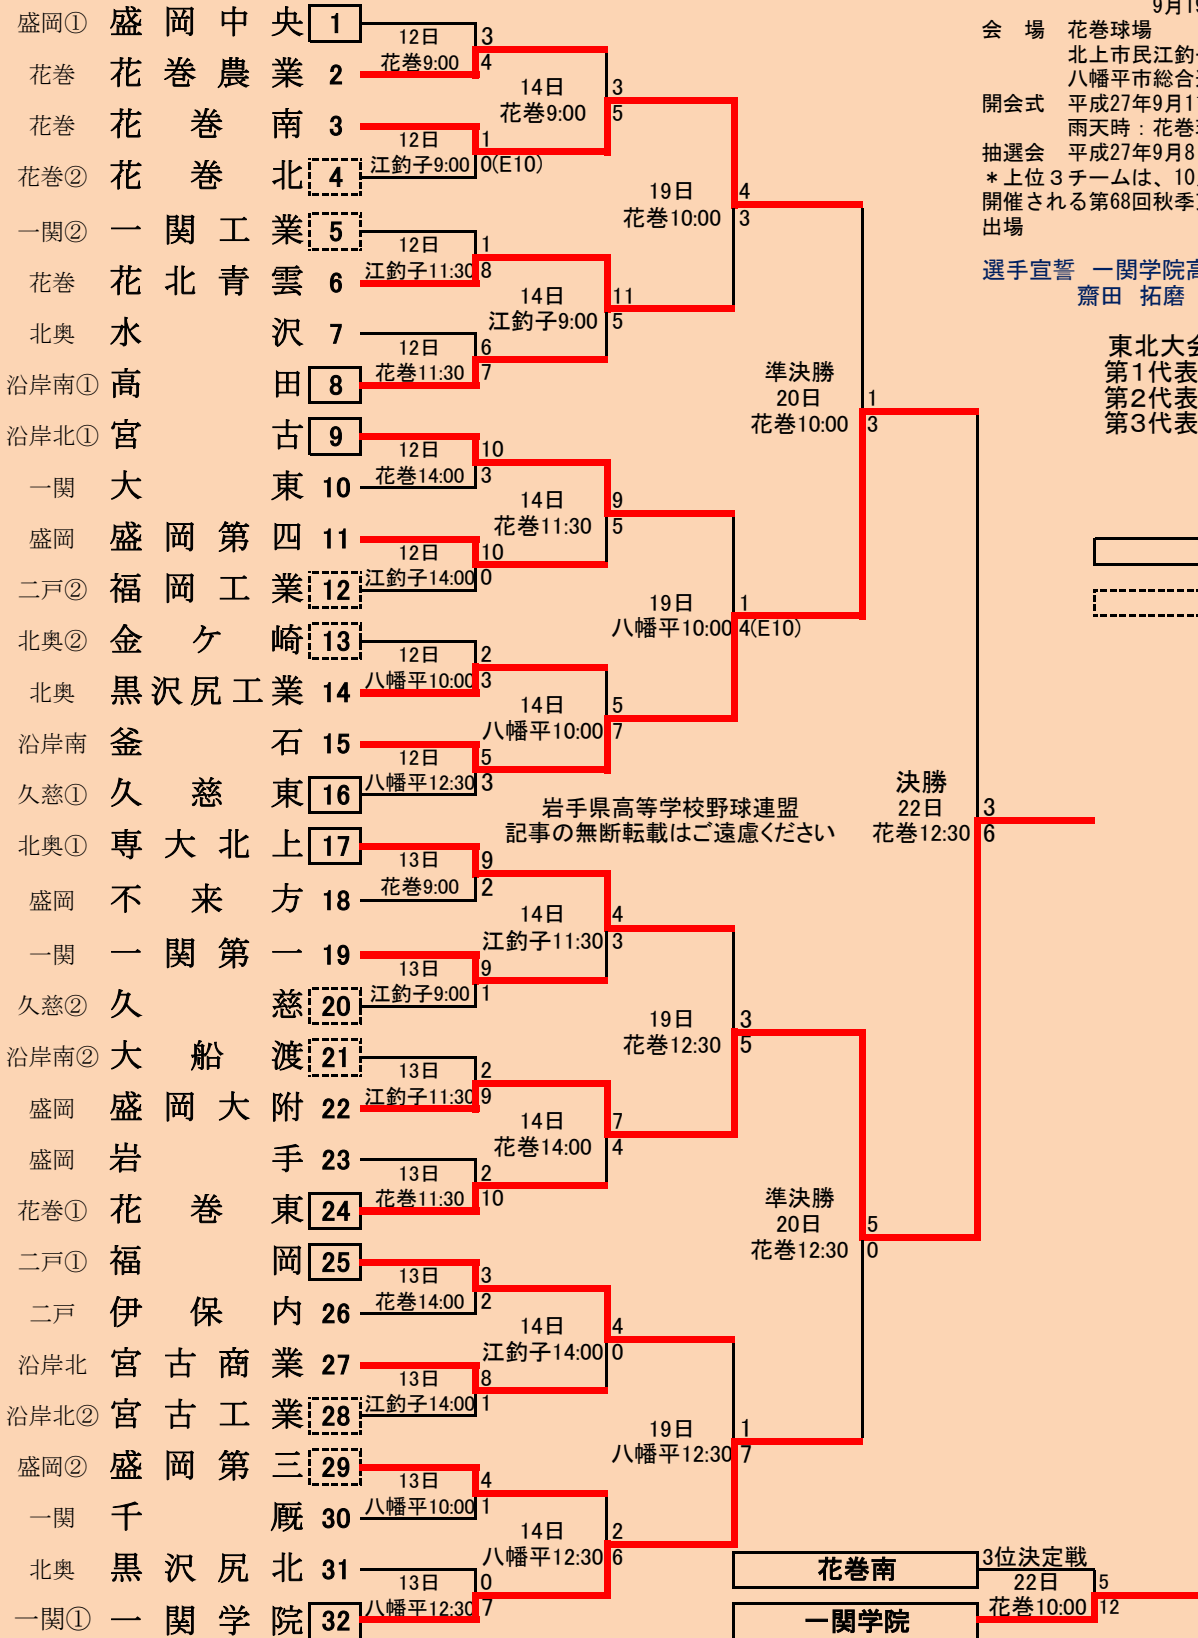 盛岡① 盛岡中央 1
花巻 花巻農業 2
12日 花巻9:00 3 4
花巻 花巻南 3
花巻② 花巻北 4
12日 江釣子9:00 1 0(E10)
14日 花巻9:00 3 5
一関② 一関工業 5
花巻 花北青雲 6
12日 江釣子11:30 1 8
北奥 水沢 7
沿岸南① 高田 8
12日 花巻11:30 6 7
14日 江釣子9:00 11 5
19日 花巻10:00 4 3
沿岸北① 宮古 9
一関 大東 10
12日 花巻14:00 10 3
盛岡 盛岡第四 11
二戸② 福岡工業 12
12日 江釣子14:00 10 0
14日 花巻11:30 9 5
北奥② 金ケ崎 13
北奥 黒沢尻工業 14
12日 八幡平10:00 2 3
沿岸南 釜石 15
久慈① 久慈東 16
12日 八幡平12:30 5 3
14日 八幡平10:00 5 7
19日 八幡平10:00 1 4(E10)
準決勝 20日 花巻10:00 1 3
岩手県高等学校野球連盟
記事の無断転載はご遠慮ください
北奥① 専大北上 17
盛岡 不来方 18
13日 花巻9:00 9 2
一関 一関第一 19
久慈② 久慈 20
13日 江釣子9:00 9 1
14日 江釣子11:30 4 3
沿岸南② 大船渡 21
盛岡 盛岡大附 22
13日 江釣子11:30 2 9
盛岡 岩手 23
花巻① 花巻東 24
13日 花巻11:30 2 10
14日 花巻14:00 7 4
19日 花巻12:30 3 5
二戸① 福岡 25
二戸 伊保内 26
13日 花巻14:00 3 2
沿岸北 宮古商業 27
沿岸北② 宮古工業 28
13日 江釣子14:00 8 1
14日 江釣子14:00 4 0
盛岡② 盛岡第三 29
一関 千厩 30
13日 八幡平10:00 4 1
北奥 黒沢尻北 31
一関① 一関学院 32
13日 八幡平12:30 0 7
14日 八幡平12:30 2 6
19日 八幡平12:30 1 7
準決勝 20日 花巻12:30 5 0
決勝 22日 花巻12:30 3 6
花巻南
一関学院
3位決定戦 22日 花巻10:00 5 12
9月19
会 場 花巻球場
北上市民江釣
八幡平市総合
開会式 平成27年9月1
雨天時：花巻
抽選会 平成27年9月8
＊上位３チームは、10
開催される第68回秋季
出場
選手宣誓 一関学院高
齋田 拓磨
東北大会
第１代表
第２代表
第３代表